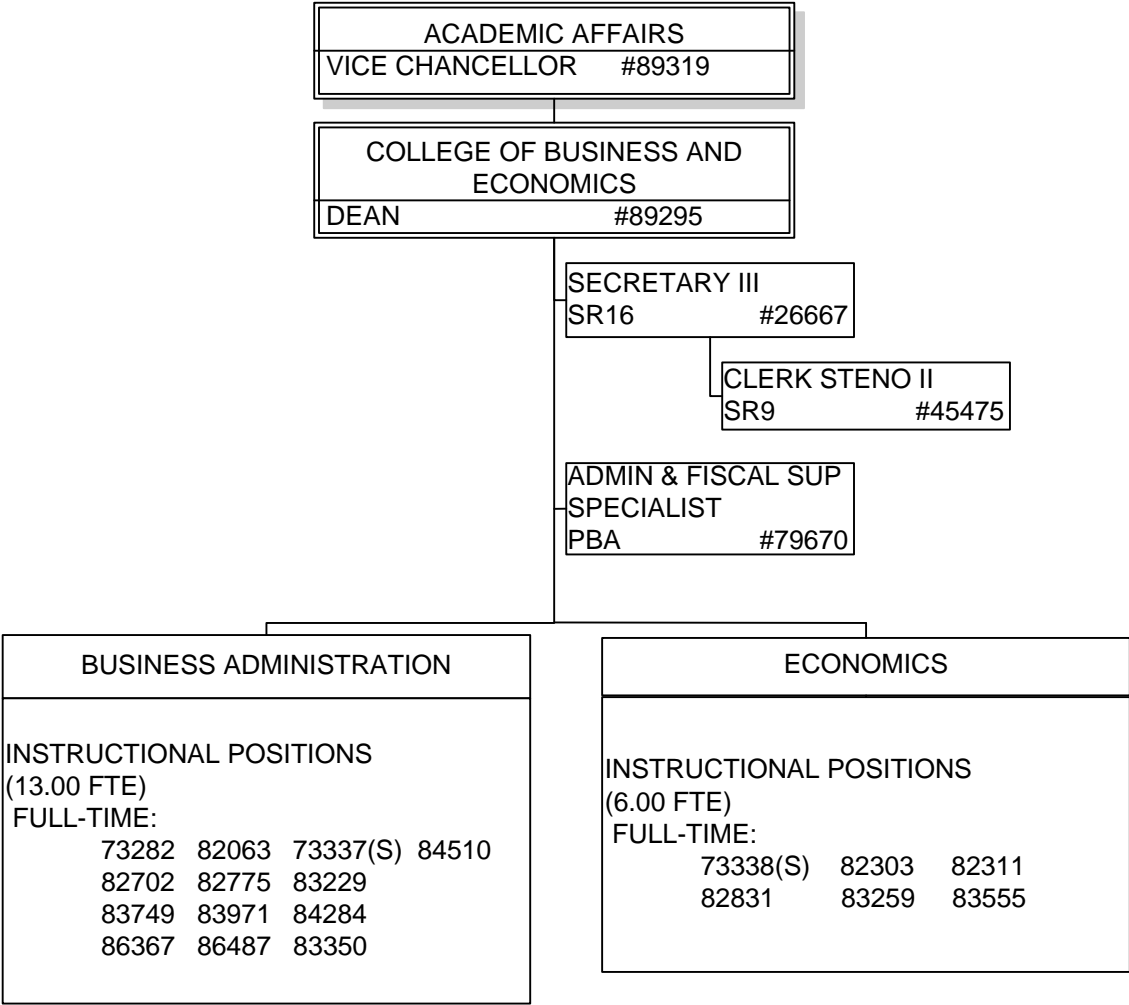 ACADEMIC AFFAIRS
VICE CHANCELLOR #89319
COLLEGE OF BUSINESS AND
ECONOMICS
DEAN #89295
SECRETARY III
SR16 #26667
CLERK STENO II
SR9 #45475
ADMIN & FISCAL SUP
SPECIALIST
PBA #79670
BUSINESS ADMINISTRATION
INSTRUCTIONAL POSITIONS
(13.00 FTE)
FULL-TIME:
73282 82063 73337(S) 84510
82702 82775 83229
83749 83971 84284
86367 86487 83350
ECONOMICS
INSTRUCTIONAL POSITIONS
(6.00 FTE)
FULL-TIME:
73338(S) 82303 82311
82831 83259 83555